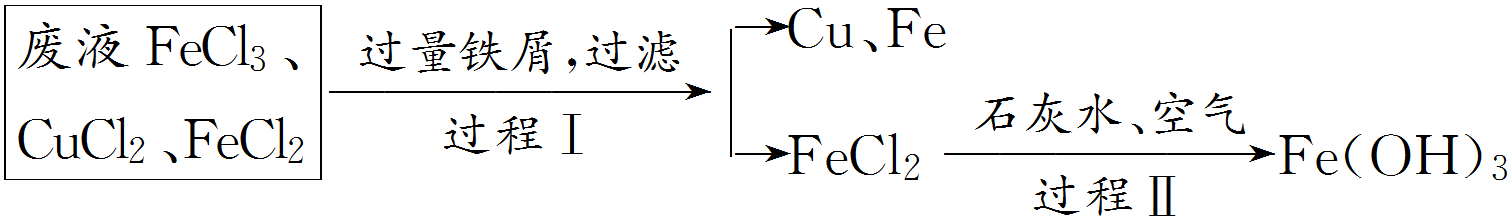 废液 FeCl3、
CuCl2、FeCl2
过量铁屑,过滤
过程Ⅰ
Cu、Fe
FeCl2
石灰水、空气
过程Ⅱ
Fe(OH)3